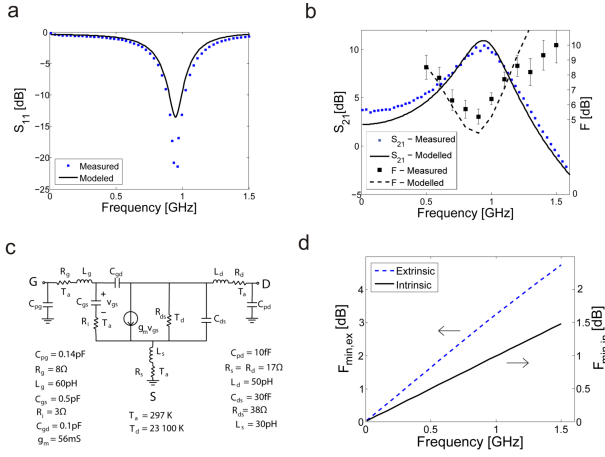 a
0
−5
−10
−15
−20
−25
0
0.5
1
1.5
S11 [dB]
Frequency [GHz]
Measured
Modeled
b
15
10
5
0
0
0.5
1
1.5
S21 [dB]
Frequency [GHz]
10
9
8
7
6
5
4
0
F [dB]
S21 − Measured
S21 − Modelled
F − Measured
F − Modelled
c
G
Rg
Ta
Lg
Cgd
Ld
Rd
Ta
D
Cpg
Cgs
+
vgs
−
Ri
Ta
gmvgs
Rds
Td
Cds
Cpd
Ls
Rs
Ta
S
Cpg = 0.14pF
Rg = 8Ω
Lg = 60pH
Cgs = 0.5pF
Ri = 3Ω
Cgd = 0.1pF
gm = 56mS
Ta = 297 K
Td = 23 100K
Cpd = 10fF
Rs = Rd = 17Ω
Ld = 50pH
Cds = 30fF
Rds = 38Ω
Ls = 30pH
d
4
3
2
1
0
0
0.5
1
1.5
Fmin,ex [dB]
Frequency [GHz]
2
1.5
1
0.5
0
Fmin,in [dB]
Extrinsic
Intrinsic